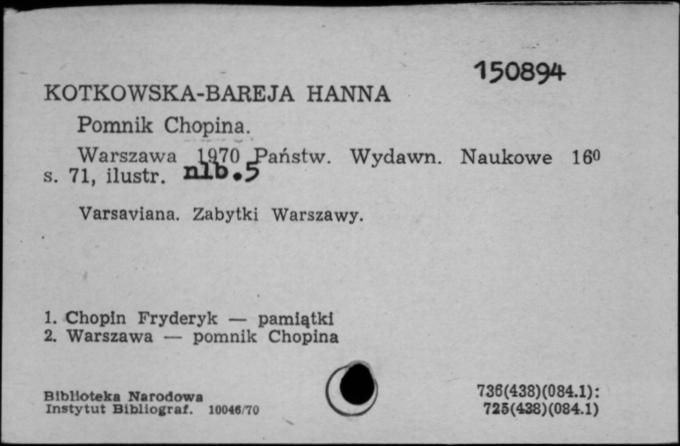 150894
KOTKOWSKA-BAREJA HANNA
Pomnik Chopina.
Warszawa 1970 Państw. Wydawn. Naukowe 16⁰
s. 71, ilustr. nlb.5
Varsaviana. Zabytki Warszawy.
1. Chopin Fryderyk — pamiątki
2. Warszawa — pomnik Chopina
Biblioteka Narodowa
Instytut Bibliograf. 10046/70
736(438)(084.1):
725(438)(084.1)